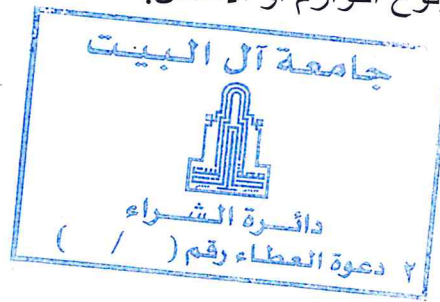 جامعة آل البيت
دائرة الشراء
٢ دعوة العطاء رقم ( / )